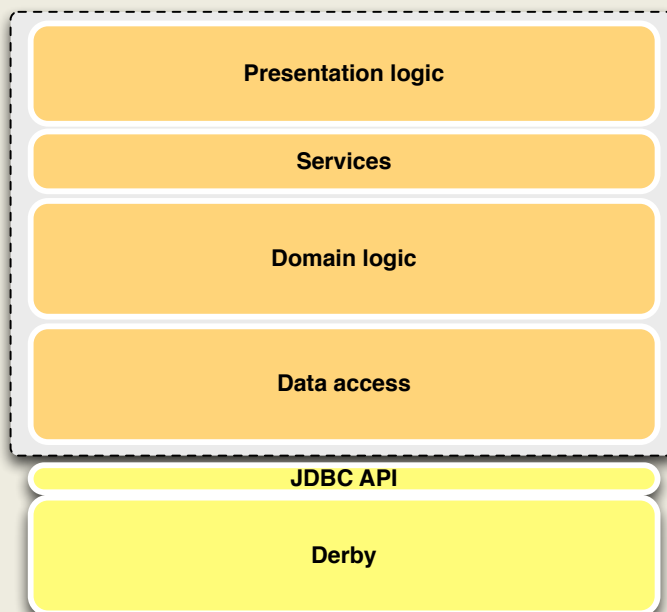 Presentation logic
Services
Domain logic
Data access
JDBC API
Derby